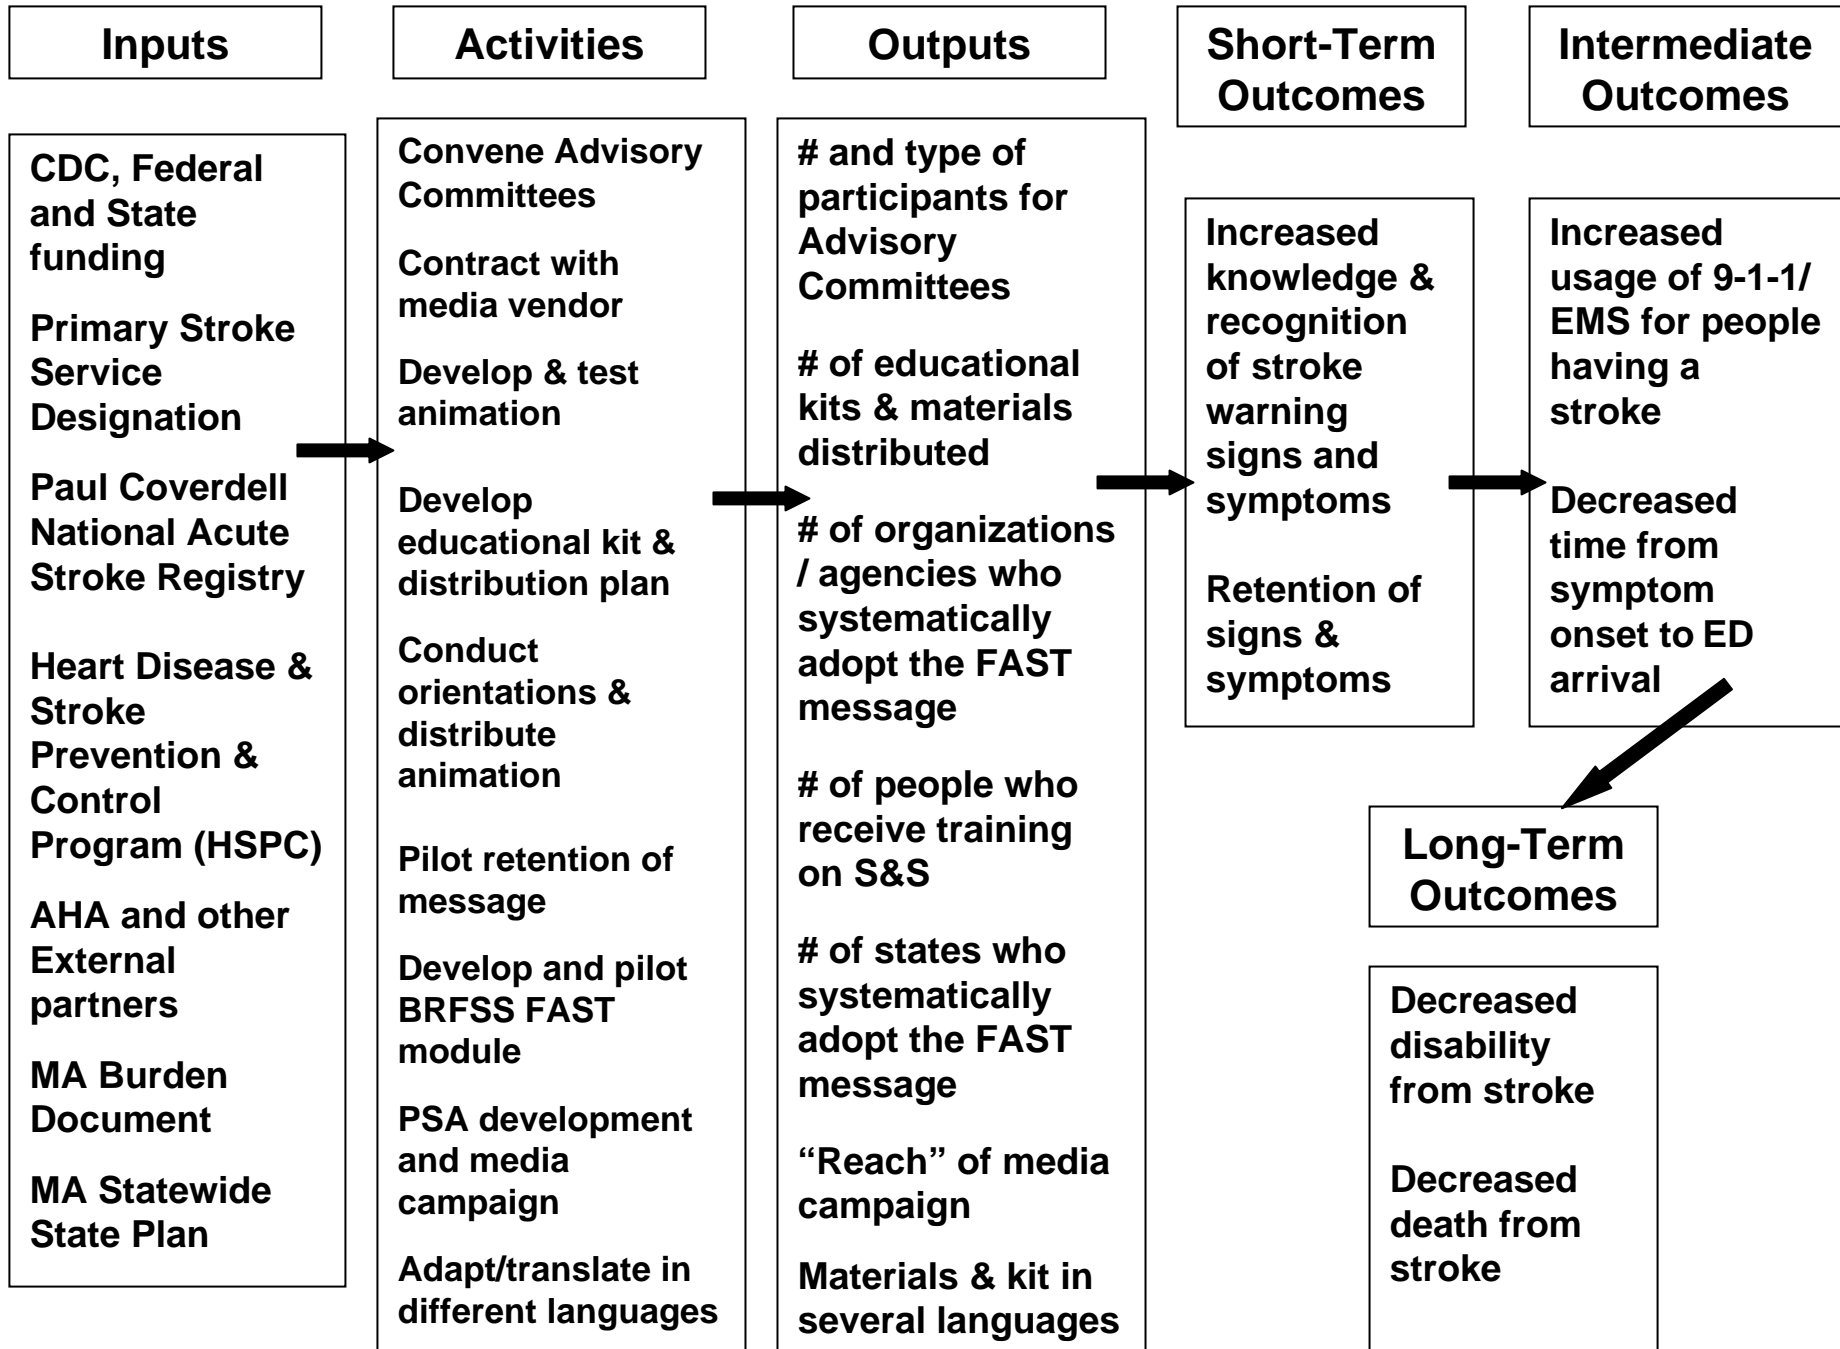 Inputs
CDC, Federal
and State
funding
Primary Stroke
Service
Designation
Paul Coverdell
National Acute
Stroke Registry
Heart Disease &
Stroke
Prevention &
Control
Program (HSPC)
AHA and other
External
partners
MA Burden
Document
MA Statewide
State Plan
Activities
Convene Advisory
Committees
Contract with
media vendor
Develop & test
animation
Develop
educational kit &
distribution plan
Conduct
orientations &
distribute
animation
Pilot retention of
message
Develop and pilot
BRFSS FAST
module
PSA development
and media
campaign
Adapt/translate in
different languages
Outputs
# and type of
participants for
Advisory
Committees
# of educational
kits & materials
distributed
# of organizations
/ agencies who
systematically
adopt the FAST
message
# of people who
receive training
on S&S
# of states who
systematically
adopt the FAST
message
“Reach” of media
campaign
Materials & kit in
several languages
Short-Term
Outcomes
Increased
knowledge &
recognition
of stroke
warning
signs and
symptoms
Retention of
signs &
symptoms
Intermediate
Outcomes
Increased
usage of 9-1-1/
EMS for people
having a
stroke
Decreased
time from
symptom
onset to ED
arrival
Long-Term
Outcomes
Decreased
disability
from stroke
Decreased
death from
stroke